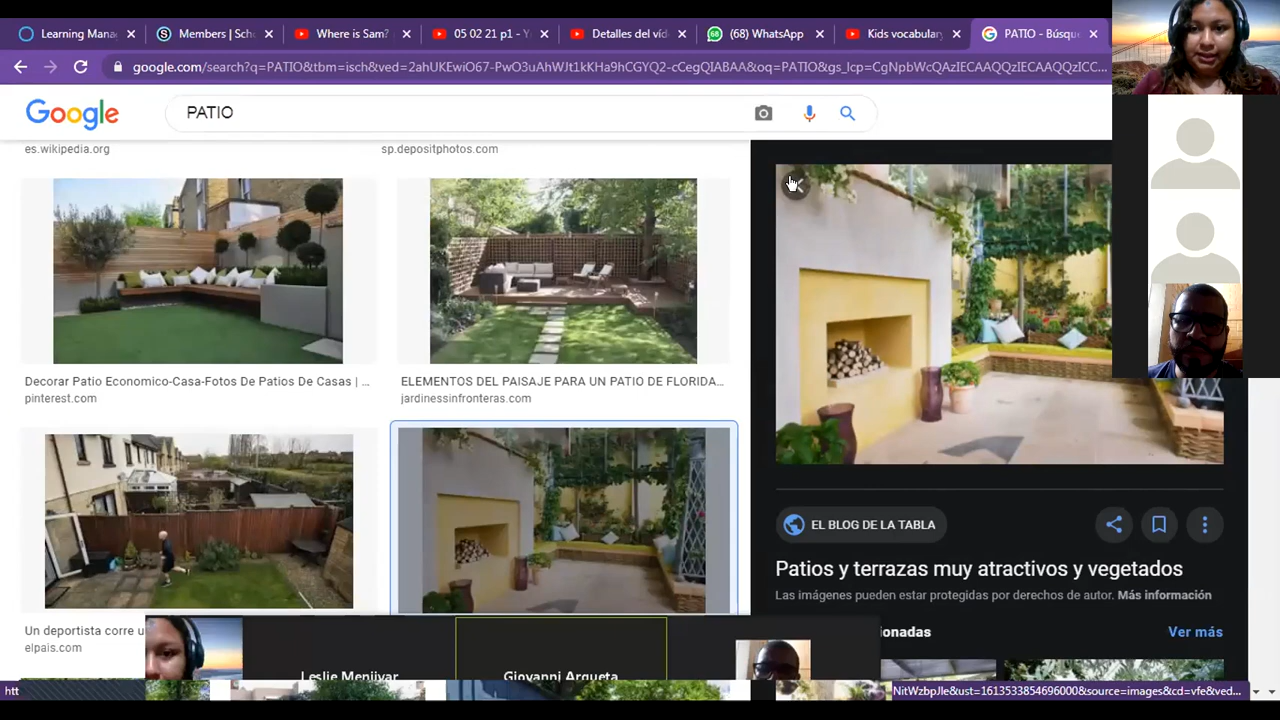 Learning Mana
Members | Sch
Where is Sam?
05 02 21 p1 - Y
Detalles del víd
(68) WhatsApp
Kids vocabulary
PATIO - Búsqu
google.com/search?q=PATIO&tbm=isch&ved=2ahUKEwiO67-PwO3uAhWJt1kKHa9hCGYQ2-cCegQIABAA&oq=PATIO&gs_lcp=CgNpbWcQAzIECAAQQzIECAAQQzICC...
Google
PATIO
es.wikipedia.org
sp.depositphotos.com
Decorar Patio Economico-Casa-Fotos De Patios De Casas | ...
pinterest.com
ELEMENTOS DEL PAISAJE PARA UN PATIO DE FLORIDA...
jardinessinfronteras.com
EL BLOG DE LA TABLA
Patios y terrazas muy atractivos y vegetados
Las imágenes pueden estar protegidas por derechos de autor. Más información
Un deportista corre u
elpais.com
ionadas
Ver más
Leslie Menjivar
Giovanni Argueta
htt
NitWzbpJIe&ust=1613533854696000&source=images&cd=vfe&ved...